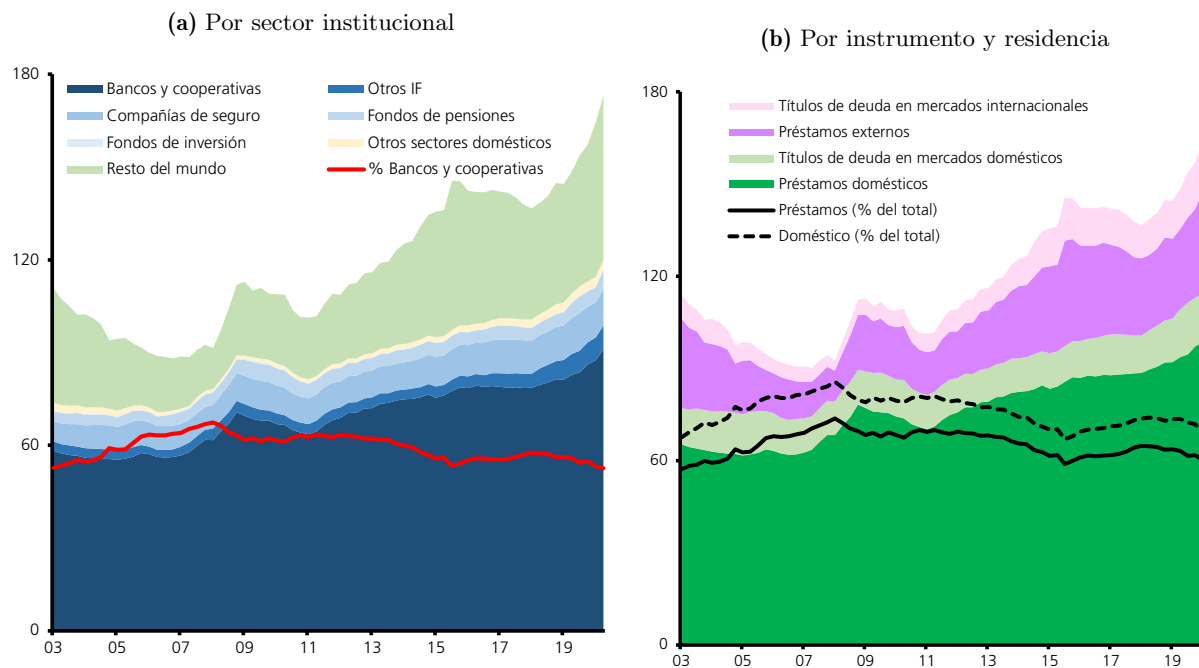 (a) Por sector institucional
180
120
60
0
Bancos y cooperativas
Otros IF
Compañías de seguro
Fondos de pensiones
Fondos de inversión
Otros sectores domésticos
Resto del mundo
% Bancos y cooperativas
03 05 07 09 11 13 15 17 19
(b) Por instrumento y residencia
180
120
60
0
Títulos de deuda en mercados internacionales
Préstamos externos
Títulos de deuda en mercados domésticos
Préstamos domésticos
Préstamos (% del total)
Doméstico (% del total)
03 05 07 09 11 13 15 17 19